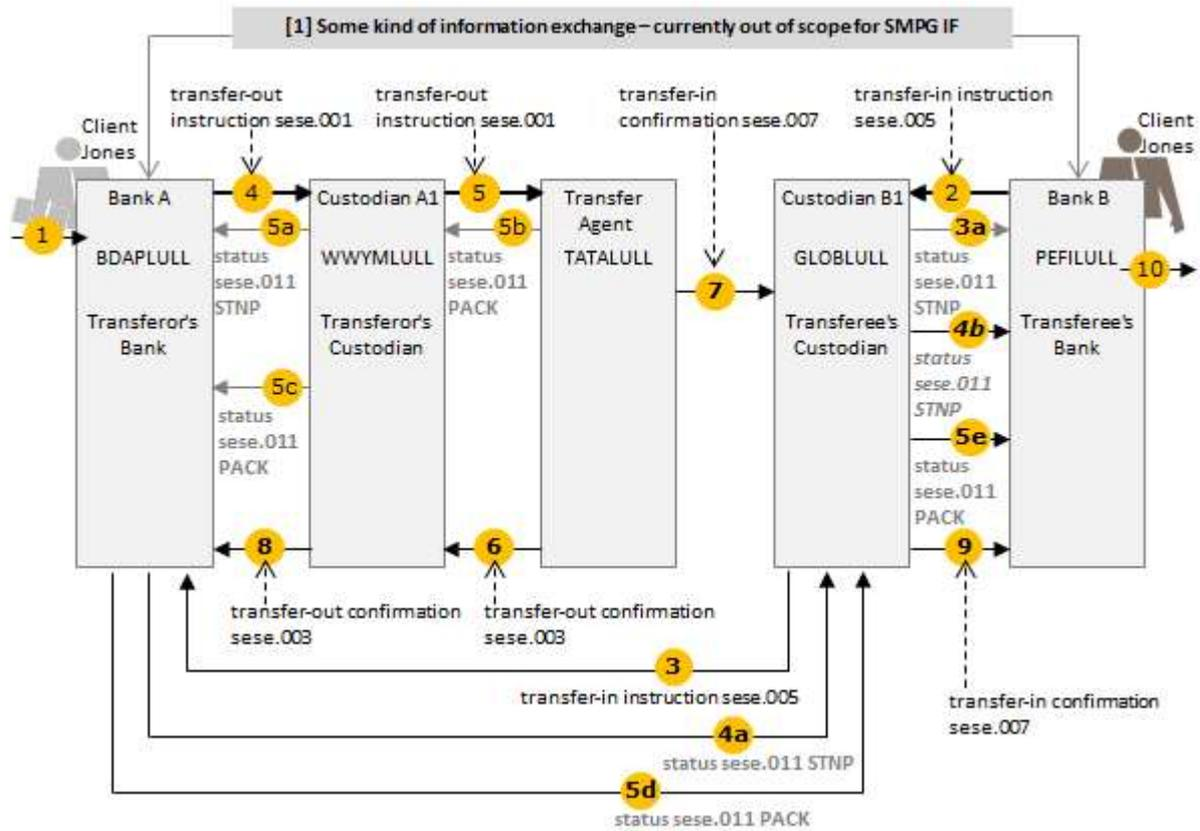 [1] Some kind of information exchange – currently out of scope for SMPG IF
transfer-out
instruction sese.001
transfer-out
instruction sese.001
transfer-in
confirmation sese.007
transfer-in instruction
sese.005
Client
Jones
Client
Jones
1
Bank A
BDAPLULL
Transferor's
Bank
4
5a
status
sese.011
STNP
5c
status
sese.011
PACK
8
Custodian A1
WWYMLULL
Transferor's
Custodian
5
5b
status
sese.011
PACK
6
Transfer
Agent
TATALULL
7
Custodian B1
GLOBLULL
Transferee's
Custodian
2
3a
status
sese.011
STNP
4b
status
sese.011
STNP
5e
status
sese.011
PACK
9
Bank B
PEFILULL
Transferee's
Bank
10
transfer-out confirmation
sese.003
transfer-out confirmation
sese.003
3
transfer-in instruction sese.005
transfer-in confirmation
sese.007
4a
status sese.011 STNP
5d
status sese.011 PACK